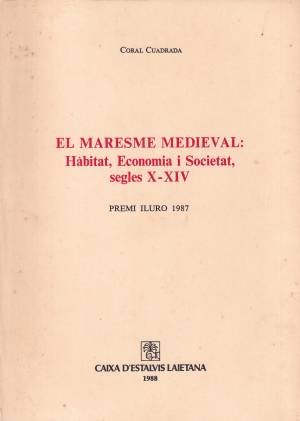 CORAL CUADRADA
EL MARESME MEDIEVAL:
Hàbitat, Economia i Societat,
segles X-XIV
PREMI ILURO 1987
CAIXA D'ESTALVIS LAIETANA
1988